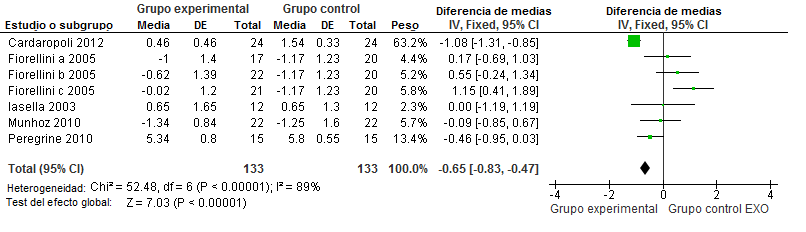 Grupo experimental Grupo control Diferencia de medias Diferencia de medias
Estudio o subgrupo Media DE Total Media DE Total Peso IV, Fixed, 95% CI IV, Fixed, 95% CI
Cardaropoli 2012 0.46 0.46 24 1.54 0.33 24 63.2% -1.08 [-1.31, -0.85]
Fiorellini a 2005 -1 1.4 17 -1.17 1.23 20 4.4% 0.17 [-0.69, 1.03]
Fiorellini b 2005 -0.62 1.39 22 -1.17 1.23 20 5.2% 0.55 [-0.24, 1.34]
Fiorellini c 2005 -0.02 1.2 21 -1.17 1.23 20 5.8% 1.15 [0.41, 1.89]
Iasella 2003 0.65 1.65 12 0.65 1.3 12 2.3% 0.00 [-1.19, 1.19]
Munhoz 2010 -1.34 0.84 22 -1.25 1.6 22 5.7% -0.09 [-0.85, 0.67]
Peregrine 2010 5.34 0.8 15 5.8 0.55 15 13.4% -0.46 [-0.95, 0.03]
Total (95% CI) 133 133 100.0% -0.65 [-0.83, -0.47]
Heterogeneidad: Chi² = 52.48, df = 6 (P < 0.00001); I² = 89%
Test del efecto global: Z = 7.03 (P < 0.00001)
-4 -2 0 2 4
Grupo experimental Grupo control EXO